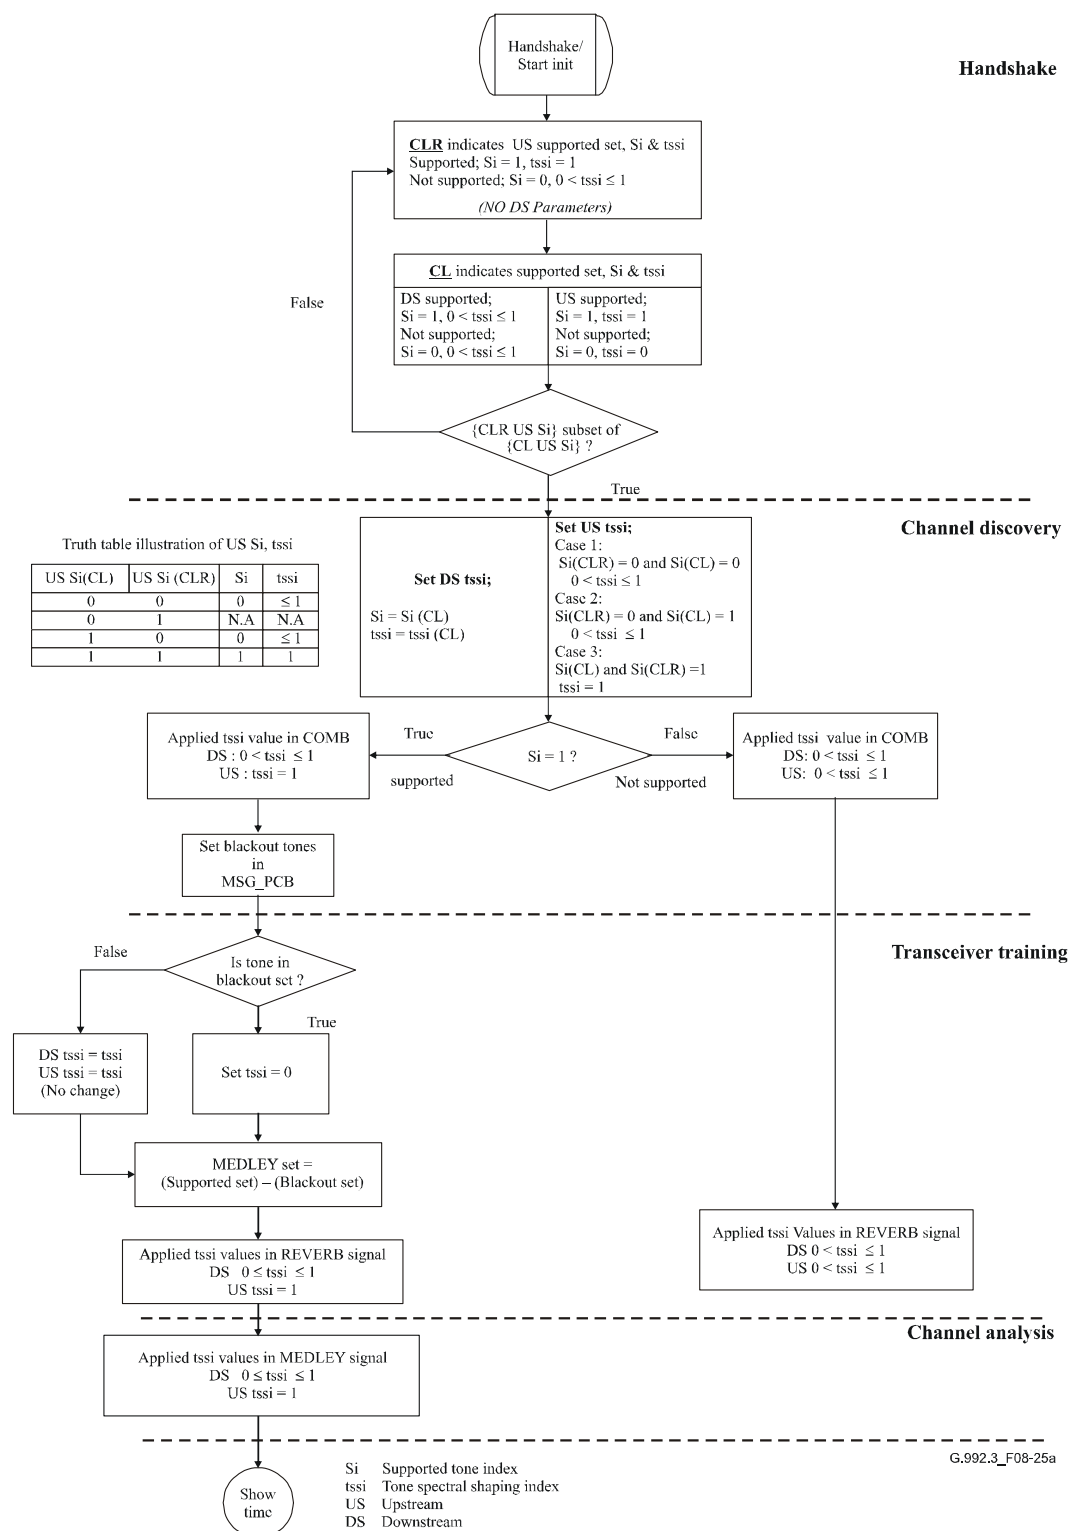 Handshake/
Start init
Handshake
CLR indicates US supported set, Si & tssi
Supported; Si = 1, tssi = 1
Not supported; Si = 0, 0 < tssi ≤ 1
(NO DS Parameters)
CL indicates supported set, Si & tssi
DS supported;
Si = 1, 0 < tssi ≤ 1
Not supported;
Si = 0, 0 < tssi ≤ 1
US supported;
Si = 1, tssi = 1
Not supported;
Si = 0, tssi = 0
False
{CLR US Si} subset of
{CL US Si} ?
True
Channel discovery
Truth table illustration of US Si, tssi
US Si(CL) US Si (CLR) Si tssi
0 0 0 ≤ 1
0 1 N.A N.A
1 0 0 ≤ 1
1 1 1 1
Set DS tssi;
Si = Si (CL)
tssi = tssi (CL)
Set US tssi;
Case 1:
Si(CLR) = 0 and Si(CL) = 0
0 < tssi ≤ 1
Case 2:
Si(CLR) = 0 and Si(CL) = 1
0 < tssi ≤ 1
Case 3:
Si(CL) and Si(CLR) =1
tssi = 1
Applied tssi value in COMB
DS : 0 < tssi ≤ 1
US : tssi = 1
True
supported
Si = 1 ?
False
Not supported
Applied tssi value in COMB
DS: 0 < tssi ≤ 1
US: 0 < tssi ≤ 1
Set blackout tones
in
MSG_PCB
Transceiver training
False
Is tone in
blackout set ?
True
DS tssi = tssi
US tssi = tssi
(No change)
Set tssi = 0
MEDLEY set =
(Supported set) – (Blackout set)
Applied tssi values in REVERB signal
DS 0 ≤ tssi ≤ 1
US tssi = 1
Applied tssi Values in REVERB signal
DS 0 < tssi ≤ 1
US 0 < tssi ≤ 1
Channel analysis
Applied tssi values in MEDLEY signal
DS 0 ≤ tssi ≤ 1
US tssi = 1
G.992.3_F08-25a
Show
time
Si Supported tone index
tssi Tone spectral shaping index
US Upstream
DS Downstream